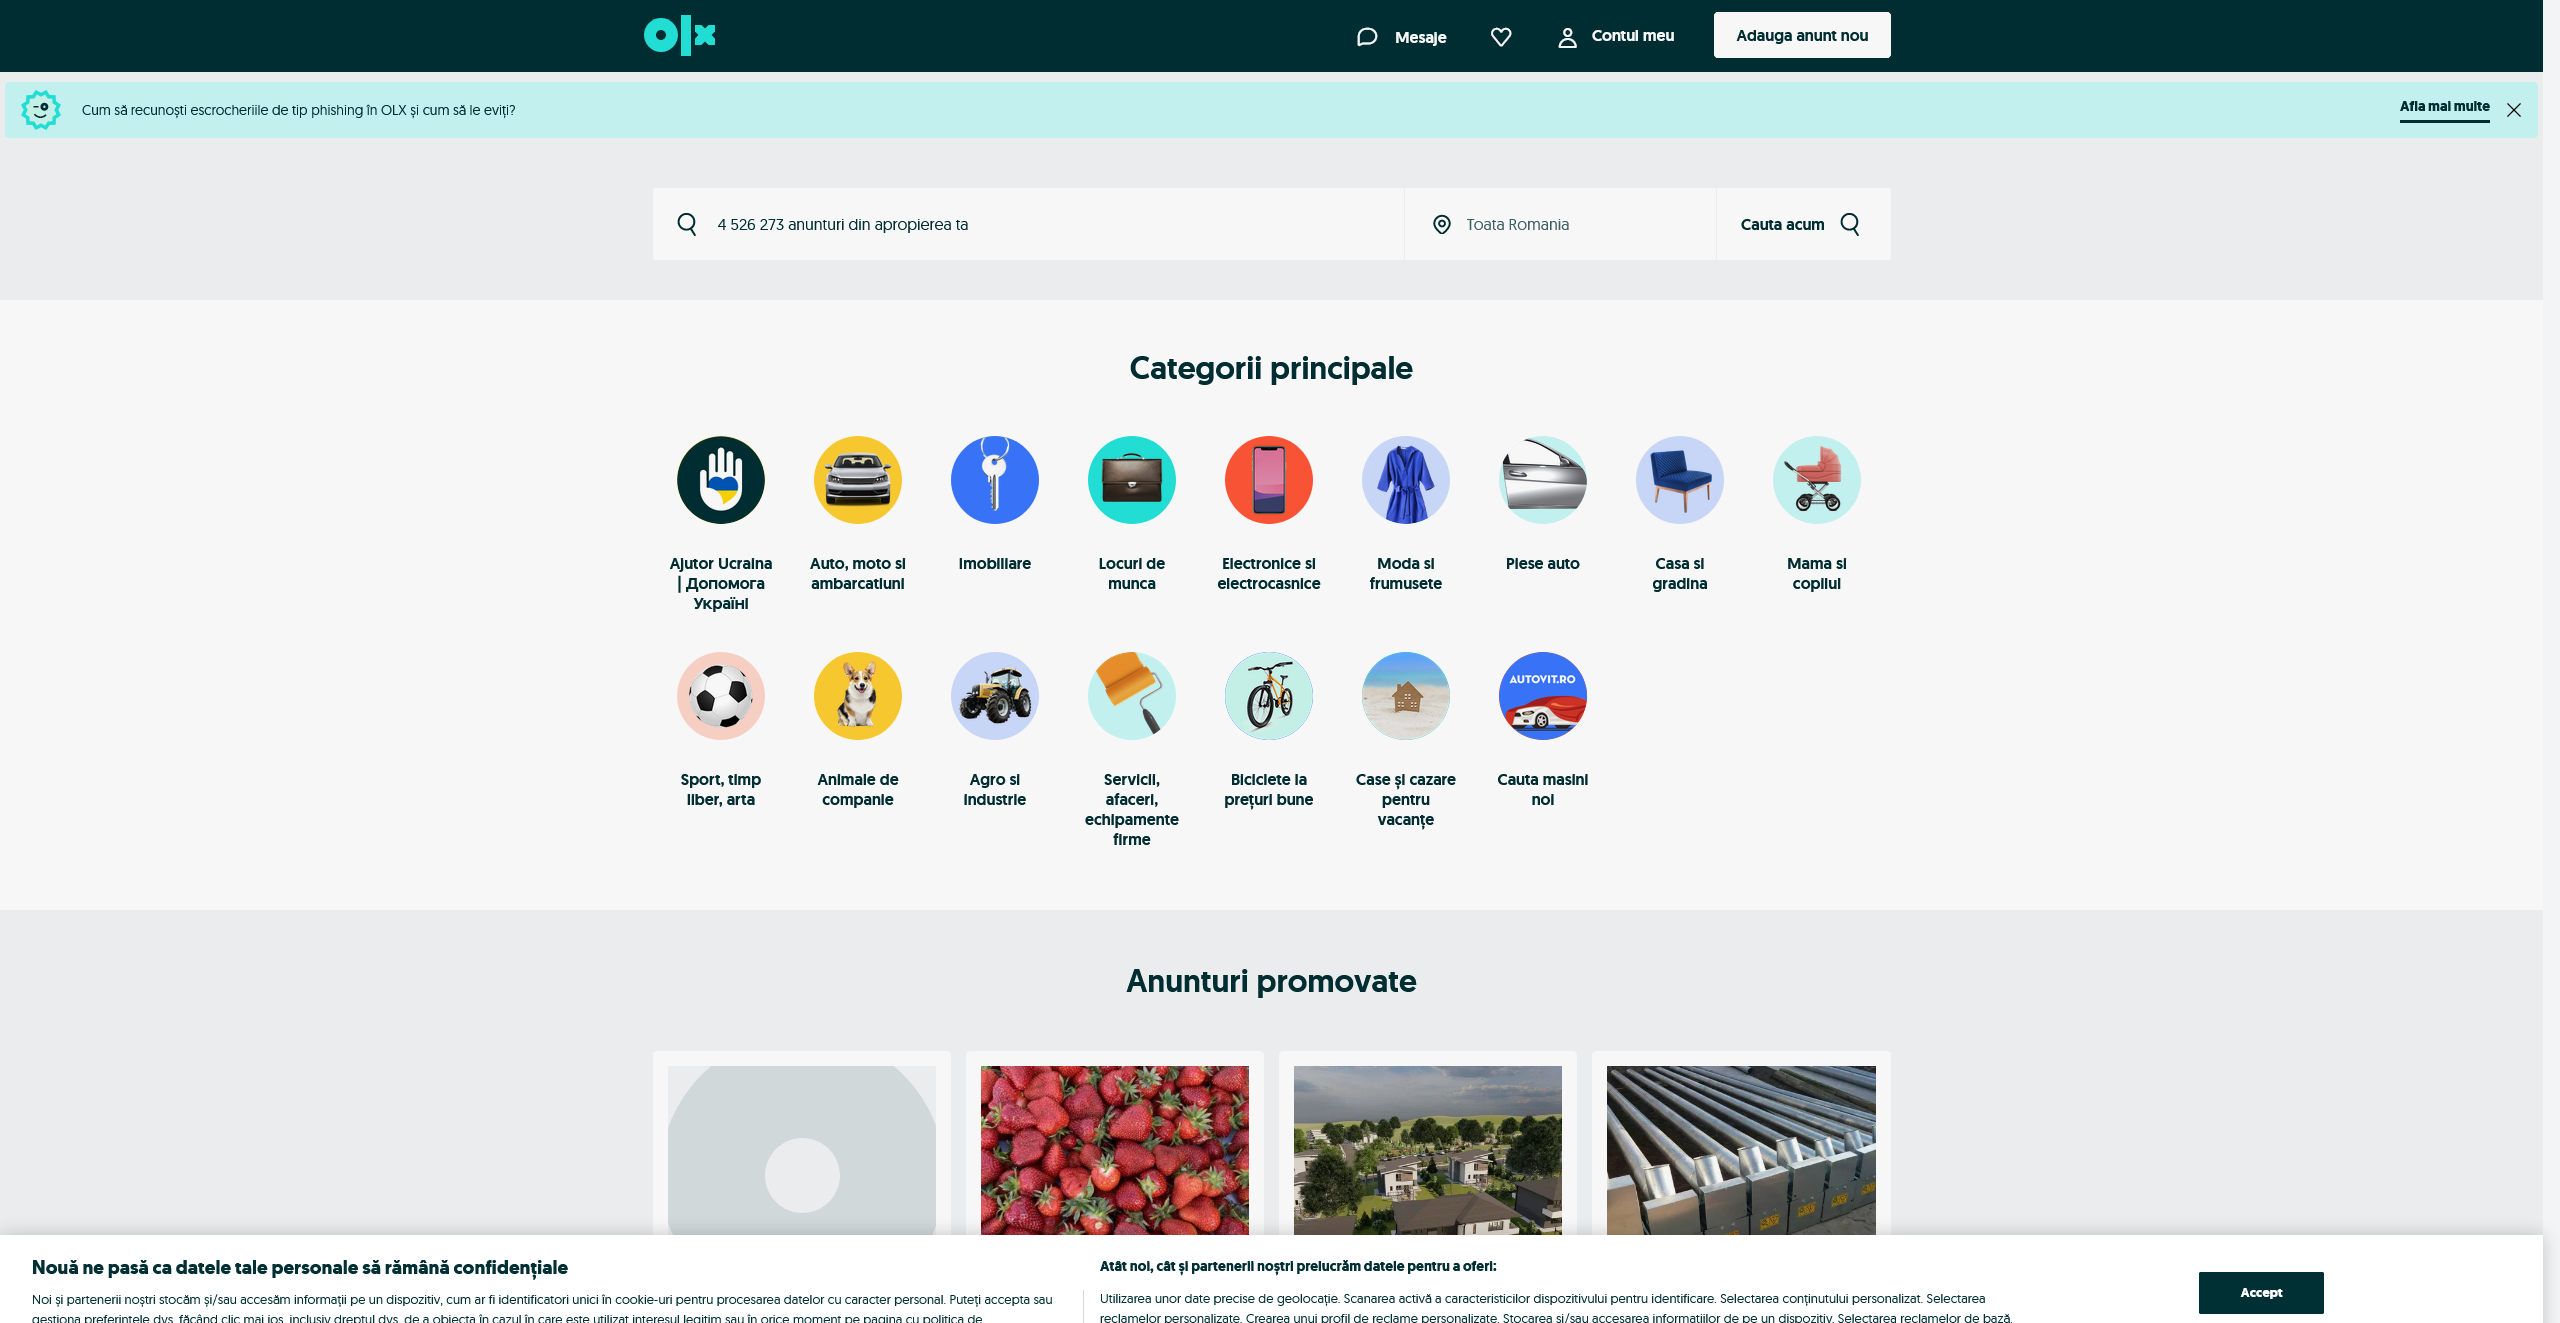 olx
Mesaje
Contul meu
Adauga anunt nou
Cum să recunoști escrocheriile de tip phishing în OLX și cum să le eviți?
Afla mai multe
4 526 273 anunturi din apropierea ta
Toata Romania
Cauta acum
Categorii principale
Ajutor Ucraina
| Допомога
Україні
Auto, moto si
ambarcatiuni
Imobiliare
Locuri de
munca
Electronice si
electrocasnice
Moda si
frumusete
Piese auto
Casa si
gradina
Mama si
copilul
AUTOVIT.RO
Sport, timp
liber, arta
Animale de
companie
Agro si
industrie
Servicii,
afaceri,
echipamente
firme
Biciclete la
prețuri bune
Case și cazare
pentru
vacanțe
Cauta masini
noi
Anunturi promovate
Nouă ne pasă ca datele tale personale să rămână confidențiale
Noi și partenerii noștri stocăm și/sau accesăm informații pe un dispozitiv, cum ar fi identificatori unici în cookie-uri pentru procesarea datelor cu caracter personal. Puteți accepta sau
gestiona preferințele dvs. făcând clic mai jos, inclusiv dreptul dvs. de a obiecta în cazul în care este utilizat interesul legitim sau în orice moment pe pagina cu politica de
Atât noi, cât și partenerii noștri prelucrăm datele pentru a oferi:
Utilizarea unor date precise de geolocație. Scanarea activă a caracteristicilor dispozitivului pentru identificare. Selectarea conținutului personalizat. Selectarea
reclamelor personalizate. Crearea unui profil de reclame personalizate. Stocarea și/sau accesarea informațiilor de pe un dispozitiv. Selectarea reclamelor de bază.
Accept